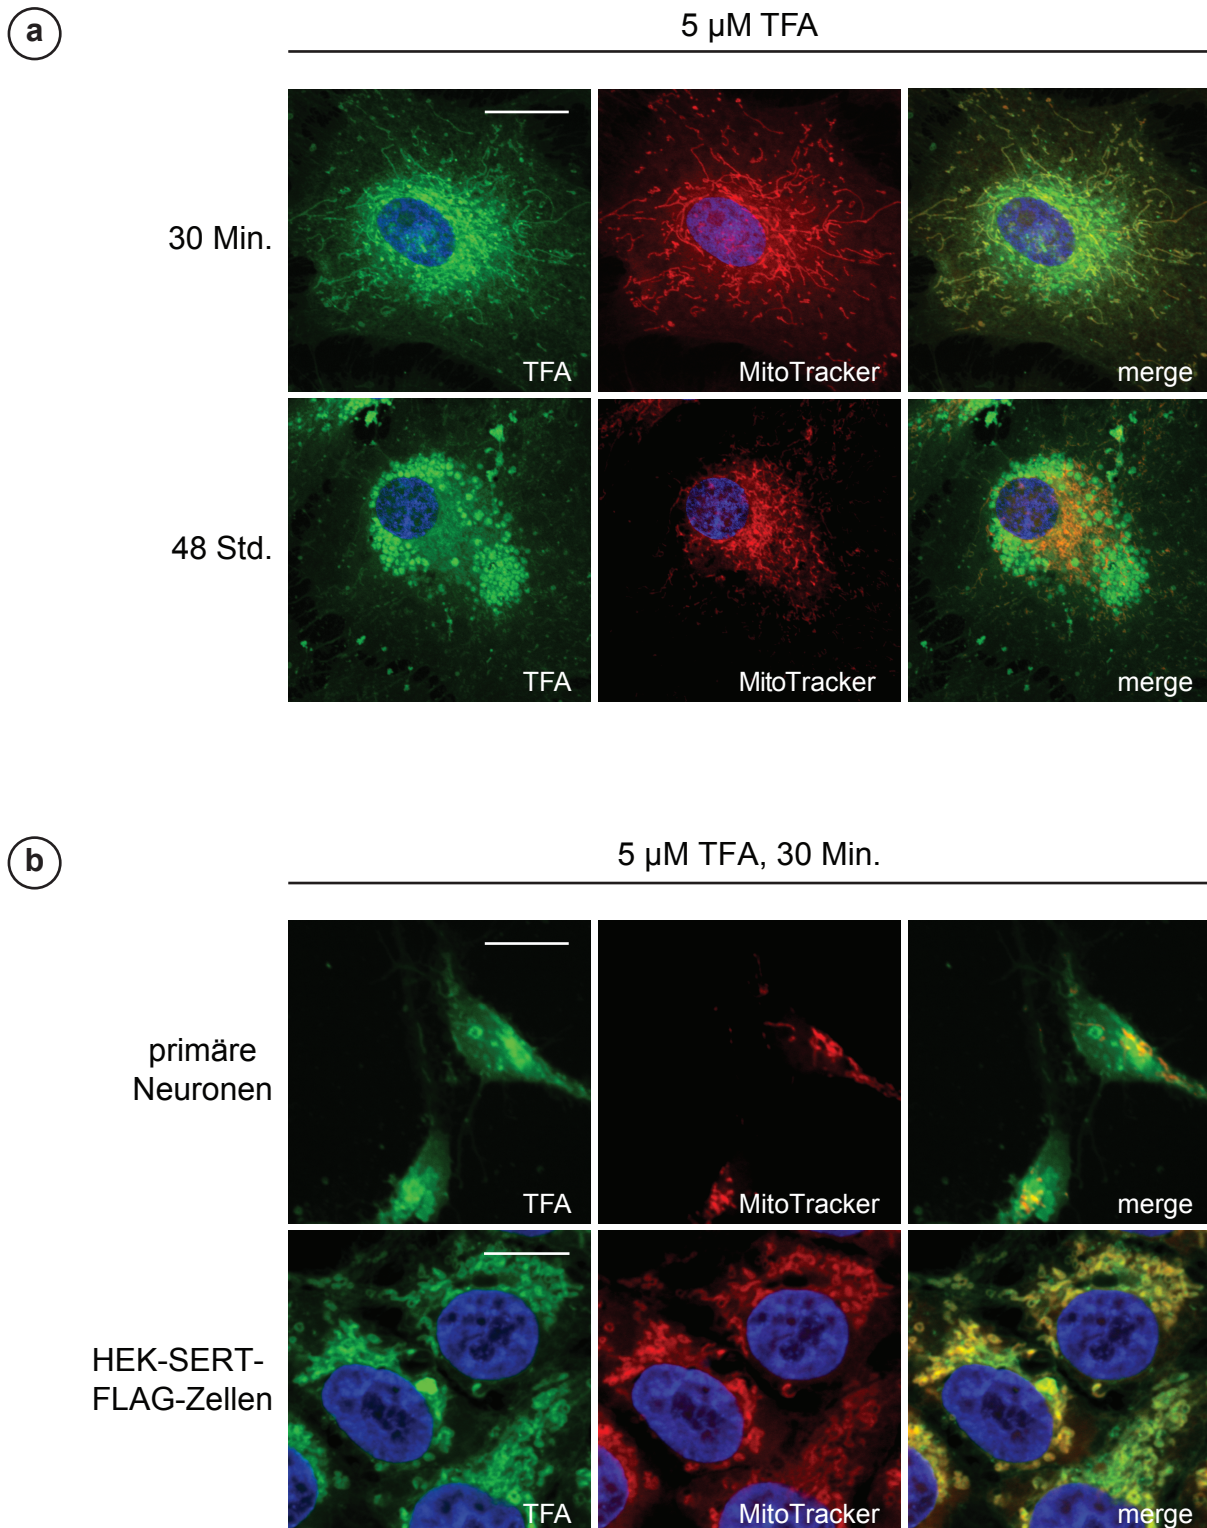 a
5 µM TFA
30 Min.
TFA
MitoTracker
merge
48 Std.
TFA
MitoTracker
merge
b
5 µM TFA, 30 Min.
primäre
Neuronen
TFA
MitoTracker
merge
HEK-SERT-
FLAG-Zellen
TFA
MitoTracker
merge